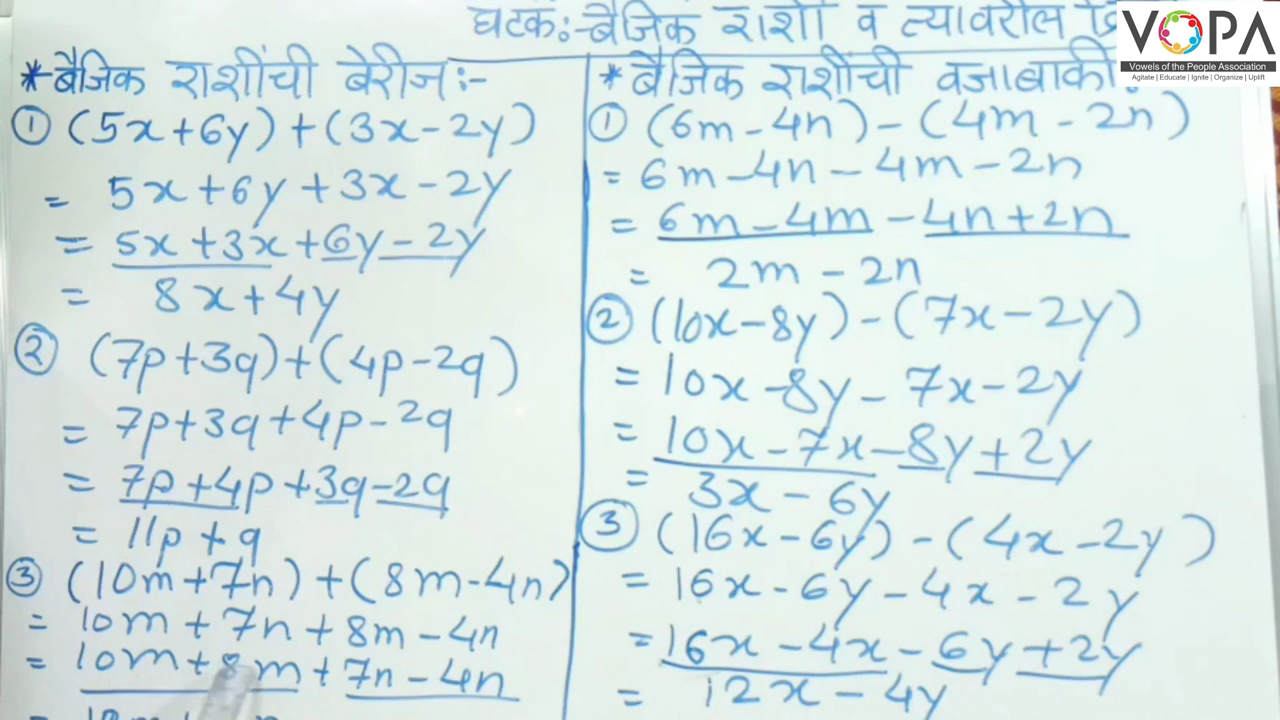 घटक:-बैजिक राशी व त्यावरील
VOPA
Vowels of the People Association
Agitate | Educate | Ignite | Organize | Uplift
* बैजिक राशींची बेरीज:-
① (5x+6y)+(3x-2y)
= 5x+6y+3x-2y
= 5x+3x+6y-2y
= 8x+4y
② (7p+3q)+(4p-2q)
= 7p+3q+4p-2q
= 7p+4p+3q-2q
= 11p+q
③ (10m+7n)+(8m-4n)
= 10m+7n+8m-4n
= 10m+8m+7n-4n
* बैजिक राशींची वजाबाकी:
① (6m-4n)-(4m-2n)
= 6m-4n-4m-2n
= 6m-4m-4n+2n
= 2m-2n
② (10x-8y)-(7x-2y)
= 10x-8y-7x-2y
= 10x-7x-8y+2y
= 3x-6y
③ (16x-6y)-(4x-2y)
= 16x-6y-4x-2y
= 16x-4x-6y+2y
= 12x-4y